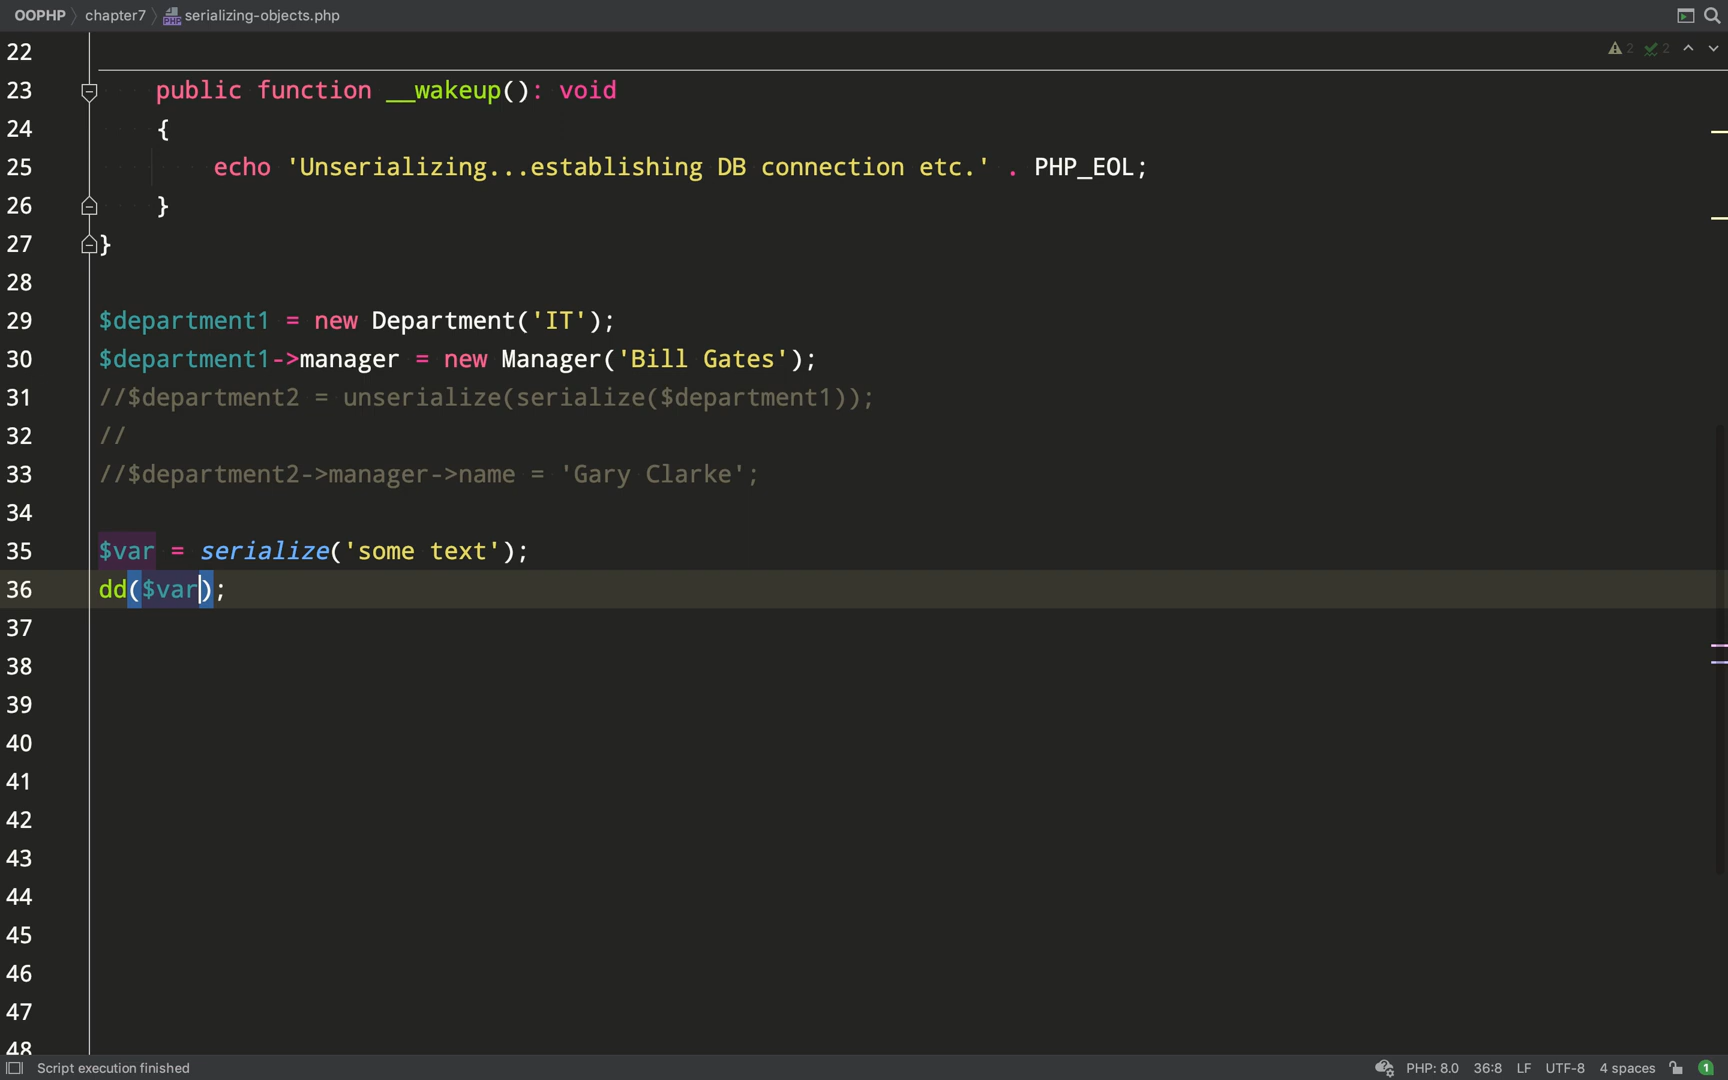 OOPHP chapter7 serializing-objects.php
22
2 2
23 public function __wakeup(): void
24 {
25 echo 'Unserializing...establishing DB connection etc.' . PHP_EOL;
26 }
27 }
28
29 $department1 = new Department('IT');
30 $department1->manager = new Manager('Bill Gates');
31 //$department2 = unserialize(serialize($department1));
32 //
33 //$department2->manager->name = 'Gary Clarke';
34
35 $var = serialize('some text');
36 dd($var);
37
38
39
40
41
42
43
44
45
46
47
48
Script execution finished PHP: 8.0 36:8 LF UTF-8 4 spaces 1